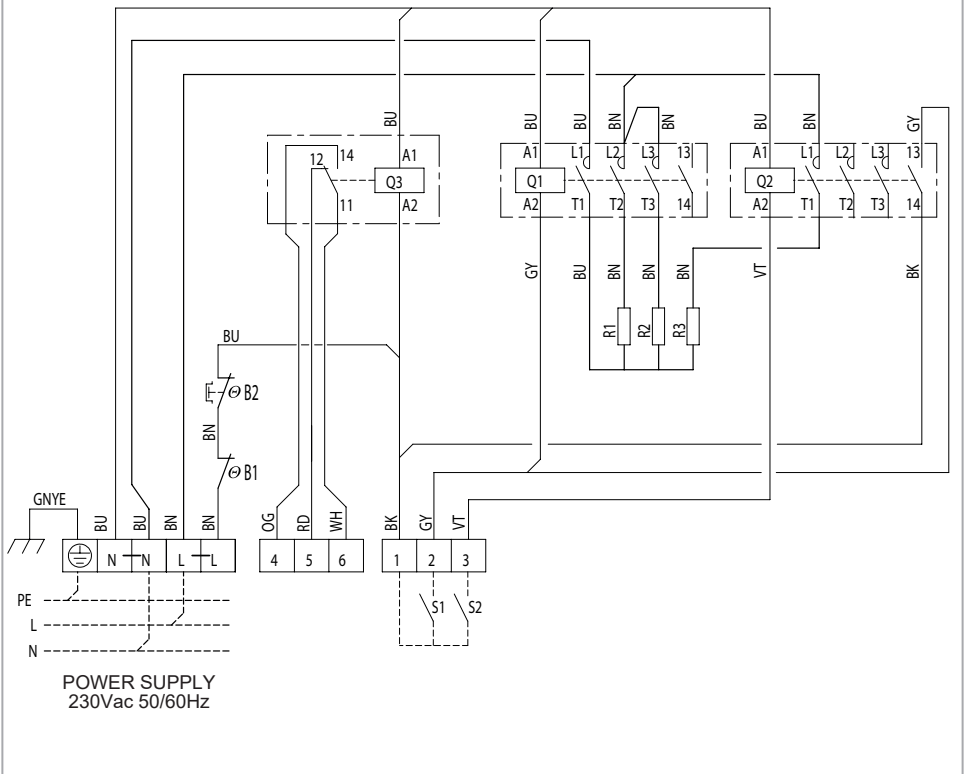 BU
BU
BU
BN
BN
BU
BN
GY
12
14
A1
A1
L1
L2
L3
13
A1
L1
L2
L3
13
Q3
Q1
Q2
11
A2
A2
T1
T2
T3
14
A2
T1
T2
T3
14
GY
BU
BN
BN
BN
VT
BK
R1
R2
R3
BU
Θ B2
BN
Θ B1
GNYE
BU
BU
BN
BN
OG
RD
WH
BK
GY
VT
N
N
L
L
4
5
6
1
2
3
PE
L
N
S1
S2
POWER SUPPLY
230Vac 50/60Hz